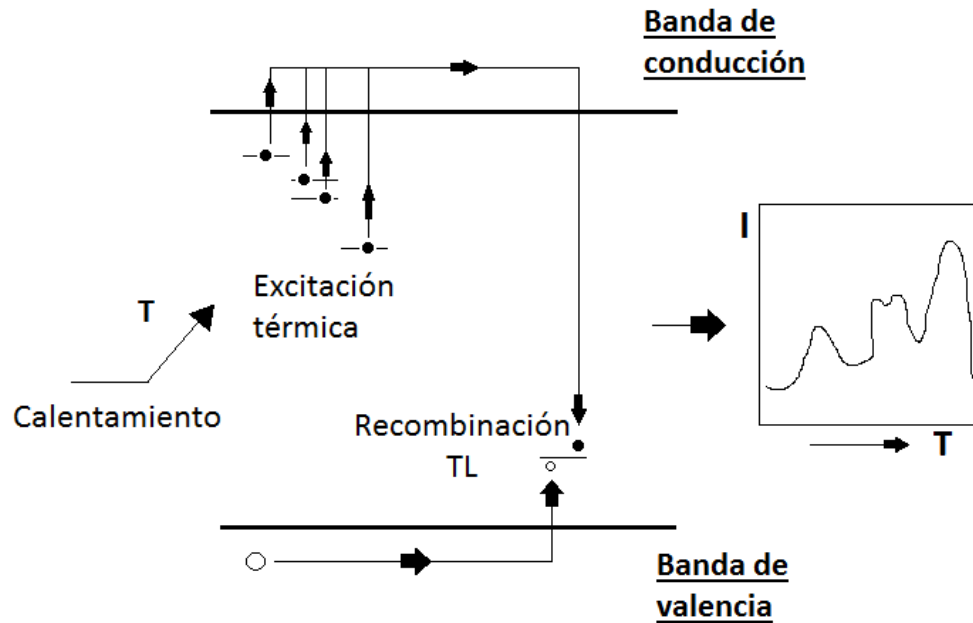 Banda de
conducción
I
Excitación
térmica
T
Calentamiento
Recombinación
TL
T
Banda de
valencia